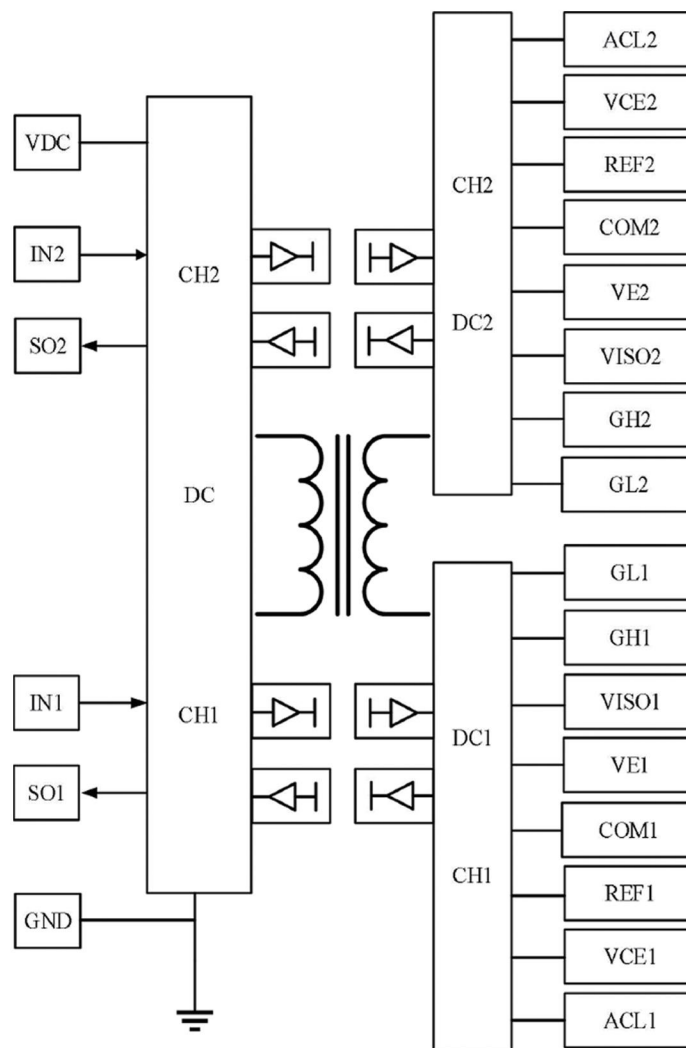 VDC
IN2
SO2
IN1
SO1
GND
CH2
DC
CH1
CH2
DC2
DC1
CH1
ACL2
VCE2
REF2
COM2
VE2
VISO2
GH2
GL2
GL1
GH1
VISO1
VE1
COM1
REF1
VCE1
ACL1